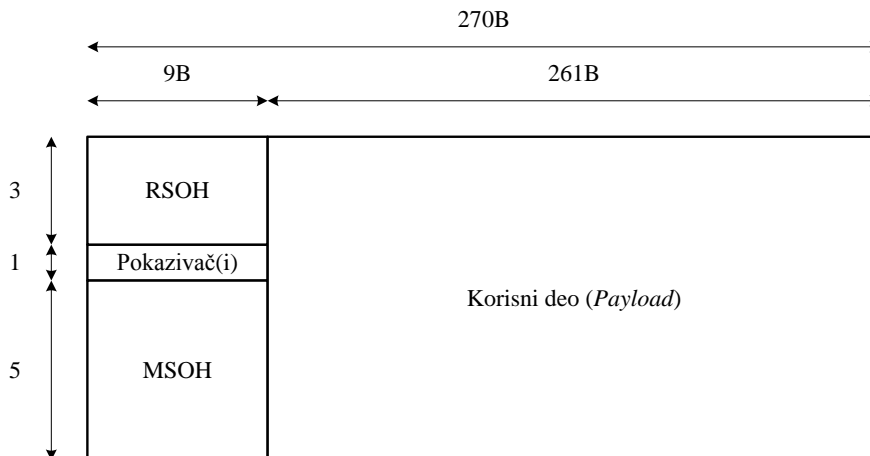 270B
9B
261B
3
RSOH
1
Pokazivač(i)
Korisni deo (Payload)
5
MSOH